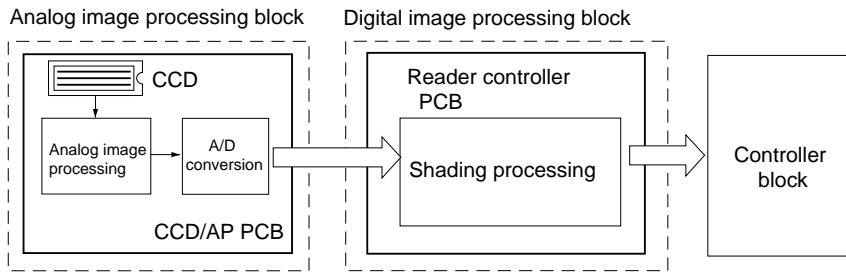 Analog image processing block
Digital image processing block
CCD
Analog image
processing
A/D
conversion
CCD/AP PCB
Reader controller
PCB
Shading processing
Controller
block